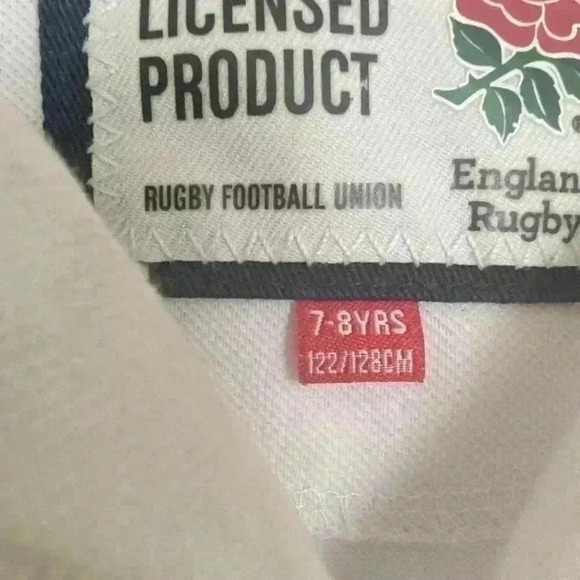 LICENSED
PRODUCT
RUGBY FOOTBALL UNION
Englan
Rugby
7-8YRS
122/128CM